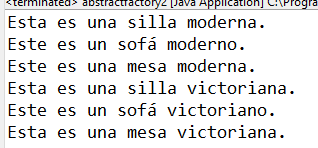 <terminated> abstractfactory2 [Java Application] C:\Progra
Esta es una silla moderna.
Este es un sofá moderno.
Esta es una mesa moderna.
Esta es una silla victoriana.
Este es un sofá victoriano.
Esta es una mesa victoriana.